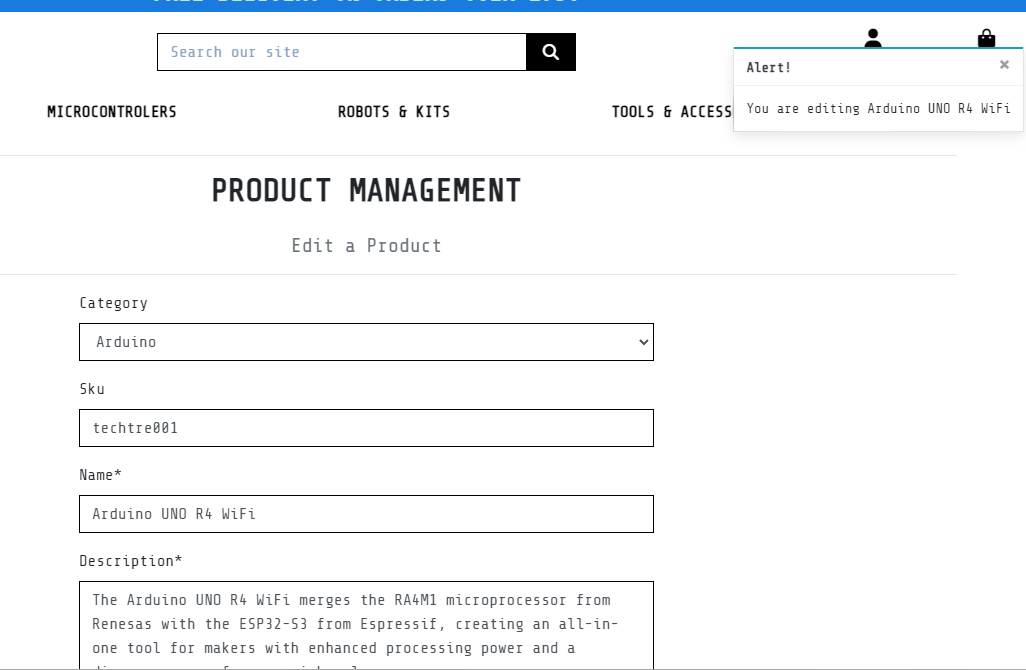 Search our site
Alert!
×
You are editing Arduino UNO R4 WiFi
MICROCONTROLERS
ROBOTS & KITS
TOOLS & ACCESS
PRODUCT MANAGEMENT
Edit a Product
Category
Arduino
Sku
techtre001
Name*
Arduino UNO R4 WiFi
Description*
The Arduino UNO R4 WiFi merges the RA4M1 microprocessor from
Renesas with the ESP32-S3 from Espressif, creating an all-in-
one tool for makers with enhanced processing power and a